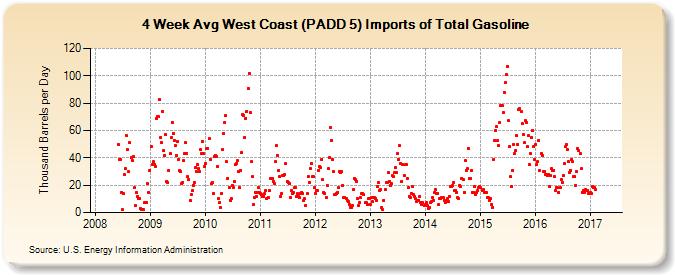 4 Week Avg West Coast (PADD 5) Imports of Total Gasoline
Thousand Barrels per Day
120
100
80
60
40
20
0
2008 2009 2010 2011 2012 2013 2014 2015 2016 2017
Source: U.S. Energy Information Administration